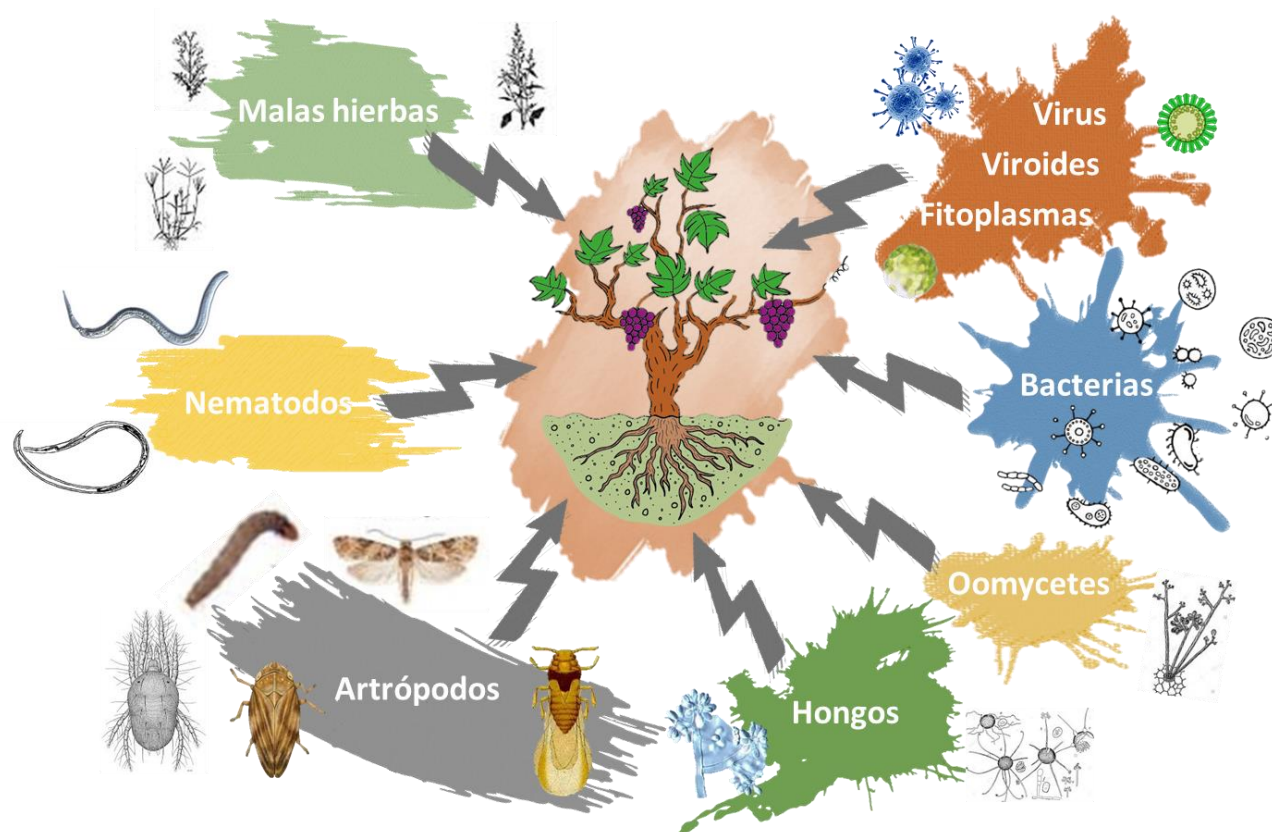 Malas hierbas
Virus
Viroides
Fitoplasmas
Nematodos
Bacterias
Oomycetes
Artrópodos
Hongos